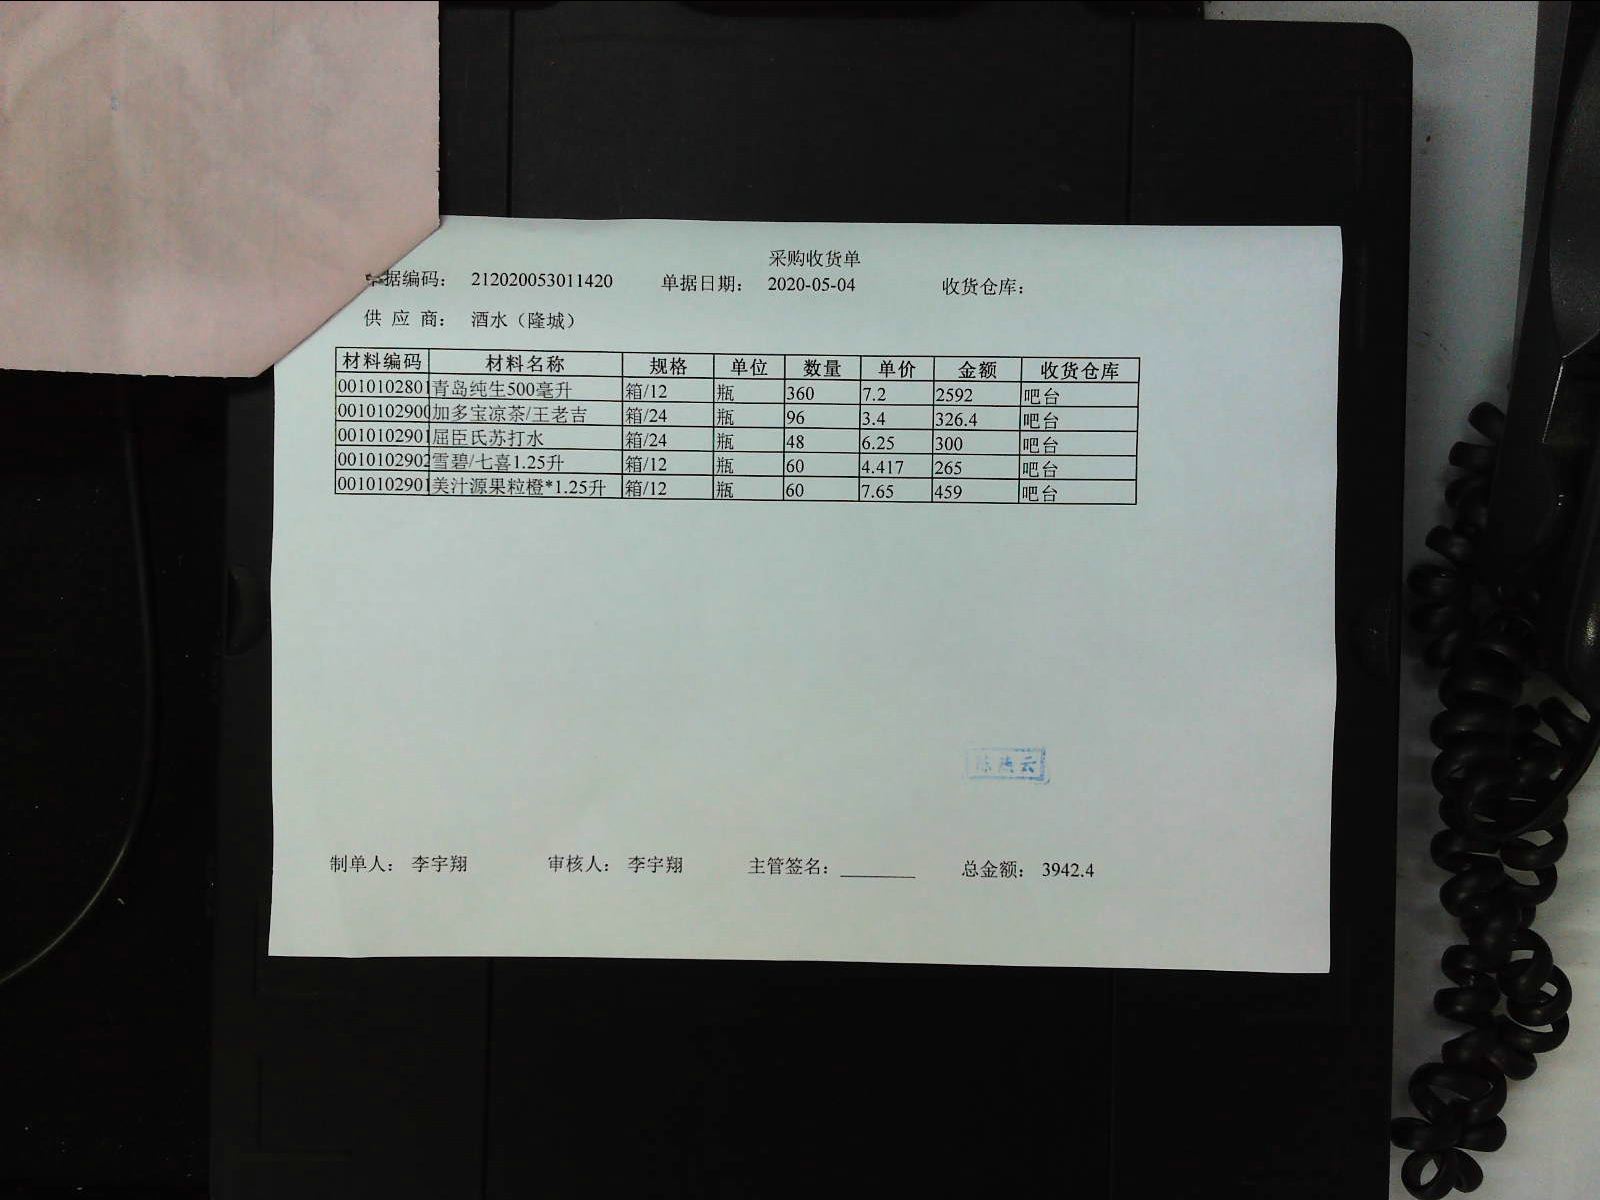 采购收货单
单据编码： 212020053011420 单据日期： 2020-05-04 收货仓库：
供 应 商： 酒水（隆城）
材料编码 材料名称 规格 单位 数量 单价 金额 收货仓库
0010102801 青岛纯生500毫升 箱/12 瓶 360 7.2 2592 吧台
0010102900 加多宝凉茶/王老吉 箱/24 瓶 96 3.4 326.4 吧台
0010102901 屈臣氏苏打水 箱/24 瓶 48 6.25 300 吧台
0010102902 雪碧/七喜1.25升 箱/12 瓶 60 4.417 265 吧台
0010102901 美汁源果粒橙*1.25升 箱/12 瓶 60 7.65 459 吧台
制单人： 李宇翔 审核人： 李宇翔 主管签名：________ 总金额： 3942.4